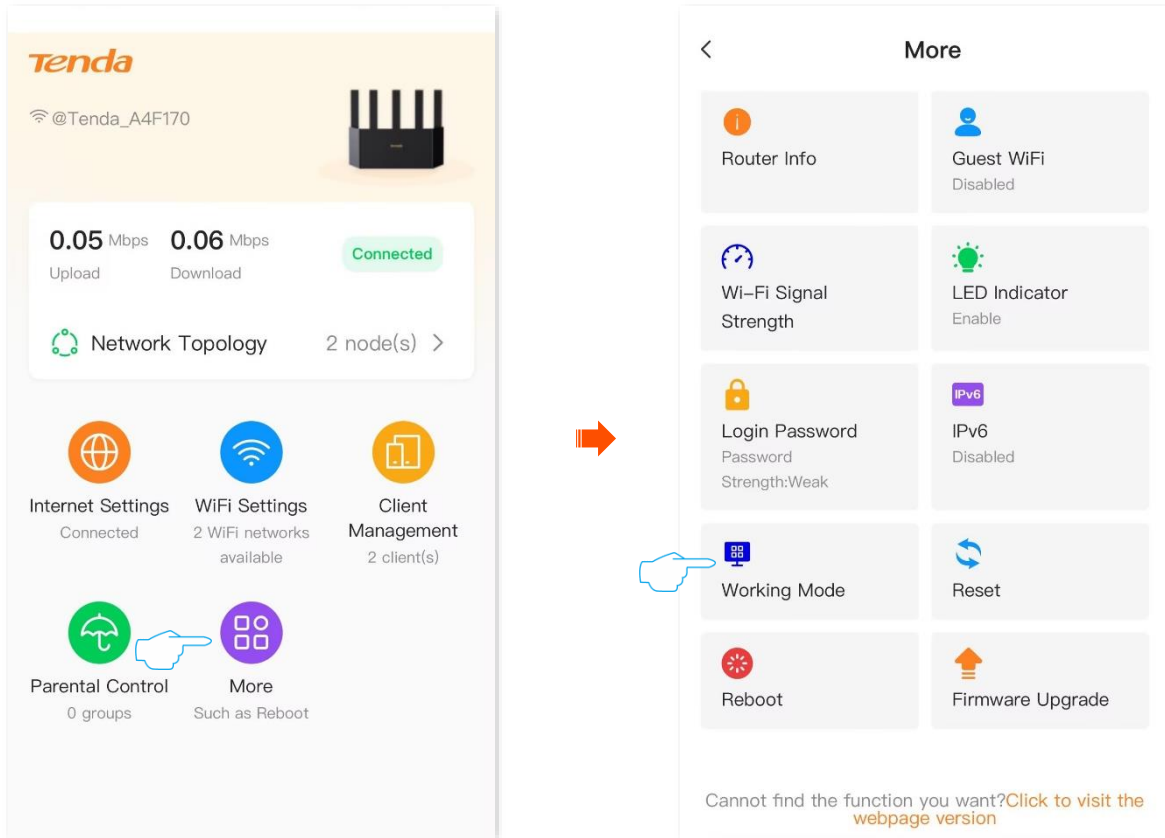 Tenda
@Tenda_A4F170
0.05 Mbps 0.06 Mbps
Upload Download
Connected
Network Topology 2 node(s)
Internet Settings
Connected
WiFi Settings
2 WiFi networks
available
Client
Management
2 client(s)
Parental Control
0 groups
More
Such as Reboot
More
Router Info
Guest WiFi
Disabled
Wi–Fi Signal
Strength
LED Indicator
Enable
Login Password
Password
Strength:Weak
IPv6
IPv6
Disabled
Working Mode
Reset
Reboot
Firmware Upgrade
Cannot find the function you want?Click to visit the
webpage version